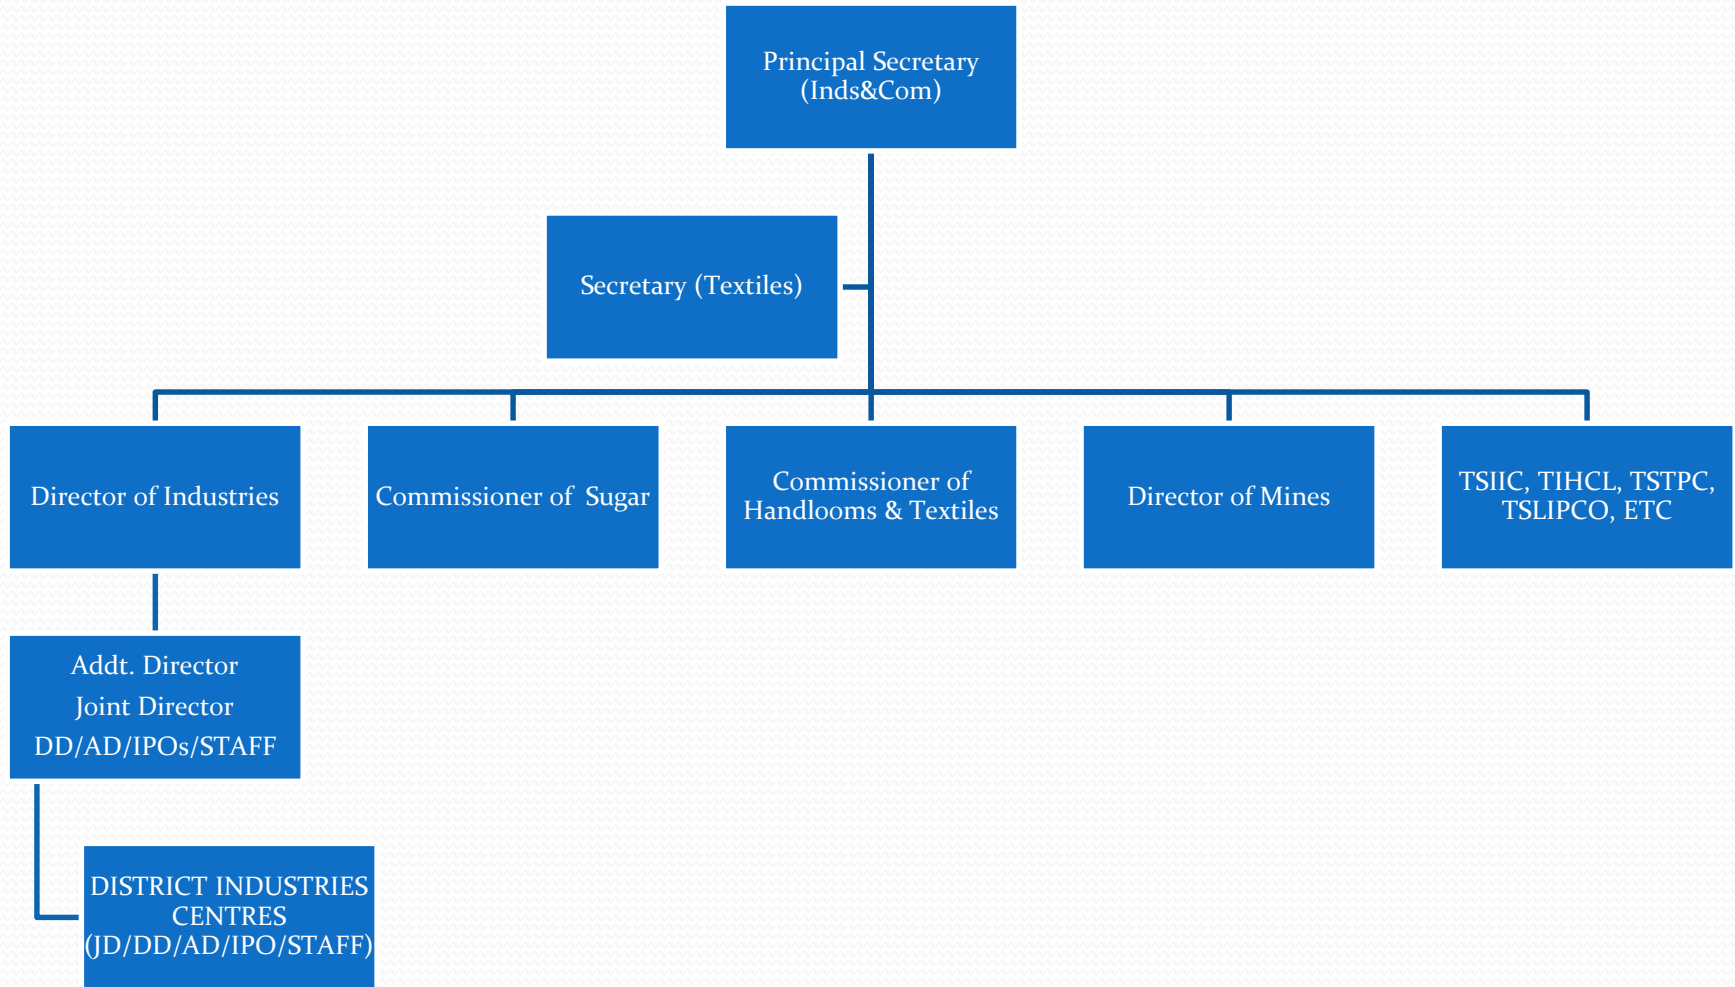 Principal Secretary
(Inds&Com)
Secretary (Textiles)
Director of Industries
Commissioner of Sugar
Commissioner of
Handlooms & Textiles
Director of Mines
TSIIC, TIHCL, TSTPC,
TSLIPCO, ETC
Addt. Director
Joint Director
DD/AD/IPOs/STAFF
DISTRICT INDUSTRIES
CENTRES
(JD/DD/AD/IPO/STAFF)